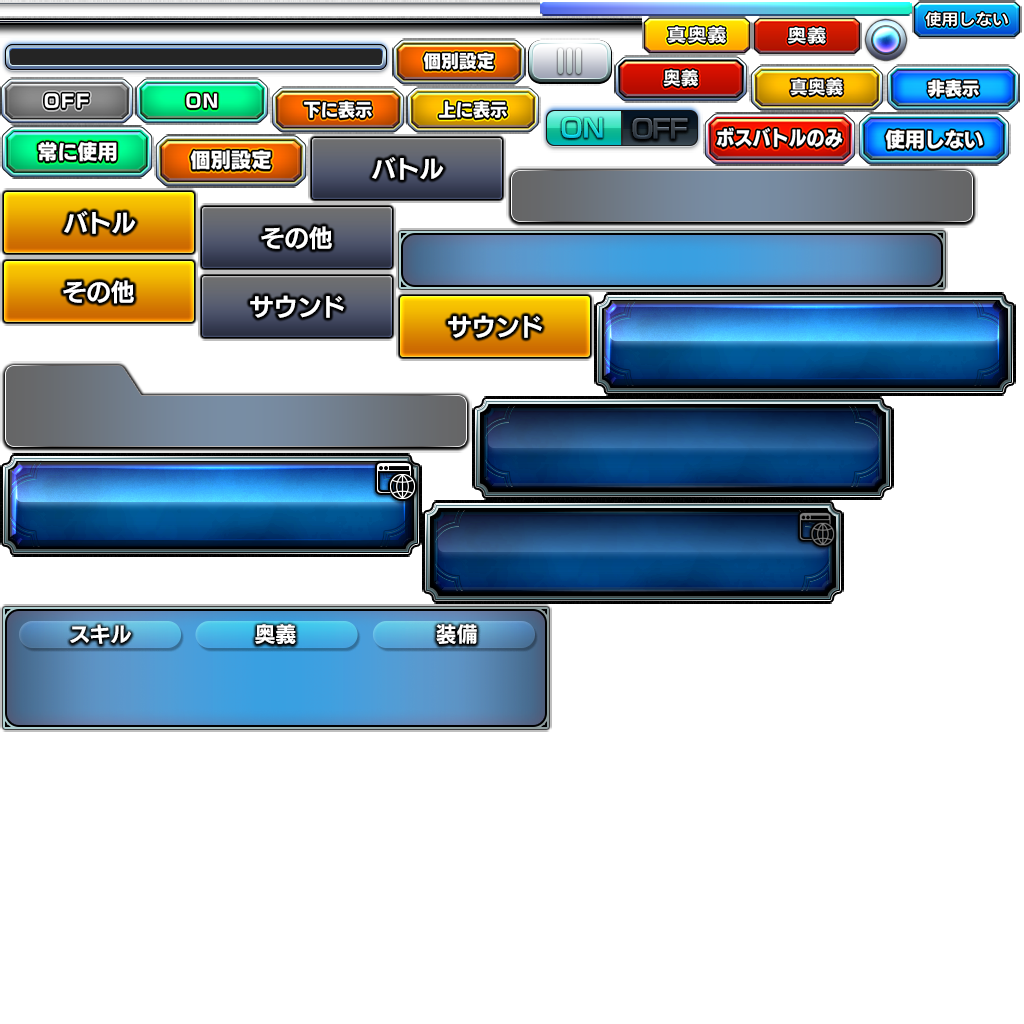 使用しない
真奥義
奥義
個別設定
奥義
真奥義
非表示
OFF
ON
下に表示
上に表示
ON
OFF
ボスバトルのみ
使用しない
常に使用
個別設定
バトル
バトル
その他
その他
サウンド
サウンド
スキル
奥義
装備